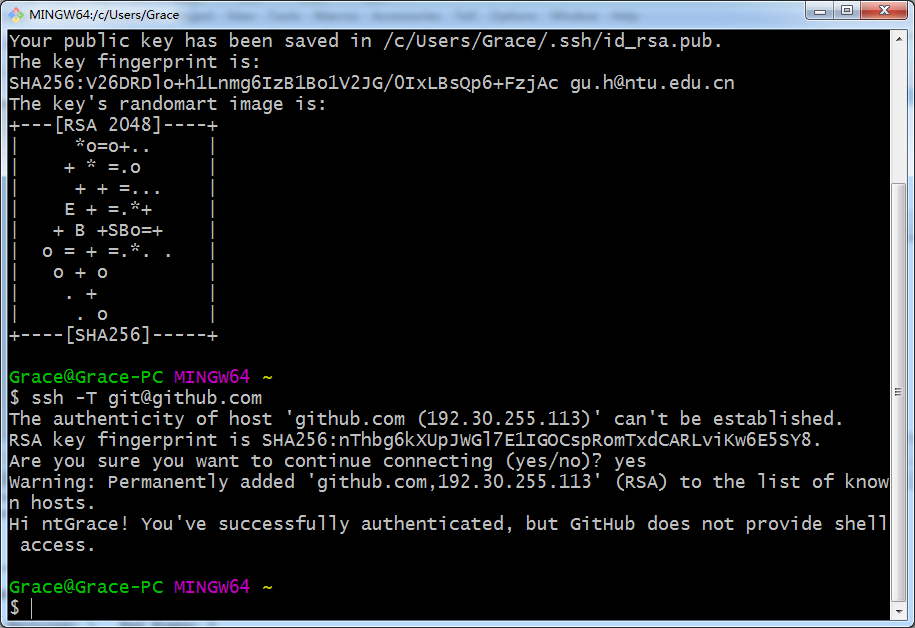 MINGW64:/c/Users/Grace
Your public key has been saved in /c/Users/Grace/.ssh/id_rsa.pub.
The key fingerprint is:
SHA256:V26DRDlo+h1Lnmg6IzB1Bo1V2JG/OIxLBsQp6+FzjAc gu.h@ntu.edu.cn
The key's randomart image is:
+---[RSA 2048]----+
|     *o=o+..     |
|    + * =.o      |
|     + + =...    |
|    E + =.*+     |
|   + B +SBo=+    |
|  o = + =.*. .   |
|   o + o         |
|    . +          |
|     . o         |
+----[SHA256]-----+
Grace@Grace-PC MINGW64 ~
$ ssh -T git@github.com
The authenticity of host 'github.com (192.30.255.113)' can't be established.
RSA key fingerprint is SHA256:nThbg6kXUpJWGl7E1IGOCspRomTxdCARLviKw6E5SY8.
Are you sure you want to continue connecting (yes/no)? yes
Warning: Permanently added 'github.com,192.30.255.113' (RSA) to the list of know
n hosts.
Hi ntGrace! You've successfully authenticated, but GitHub does not provide shell
 access.
Grace@Grace-PC MINGW64 ~
$